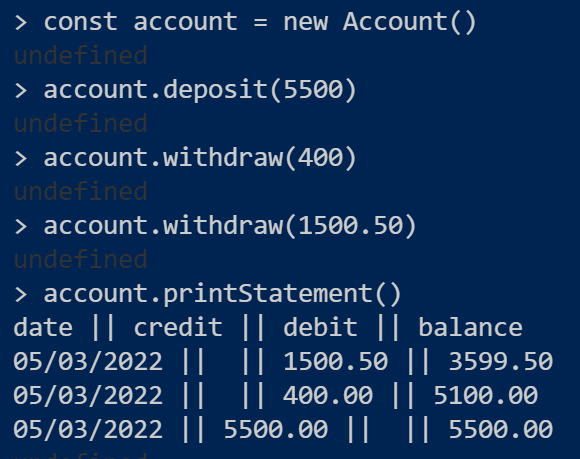 > const account = new Account()
undefined
> account.deposit(5500)
undefined
> account.withdraw(400)
undefined
> account.withdraw(1500.50)
undefined
> account.printStatement()
date || credit || debit || balance
05/03/2022 ||  || 1500.50 || 3599.50
05/03/2022 ||  || 400.00 || 5100.00
05/03/2022 || 5500.00 ||  || 5500.00
undefined